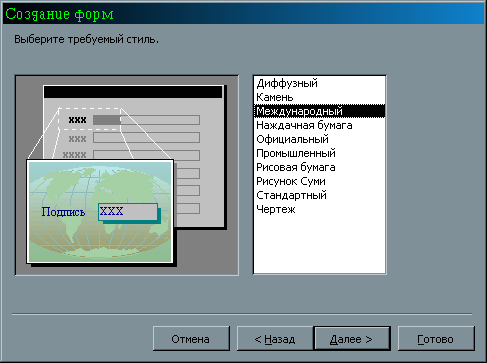 Создание форм
Выберите требуемый стиль.
xxx
xxx
xxxx
Подпись XXX
Диффузный
Камень
Международный
Наждачная бумага
Официальный
Промышленный
Рисовая бумага
Рисунок Суми
Стандартный
Чертеж
Отмена
< Назад
Далее >
Готово